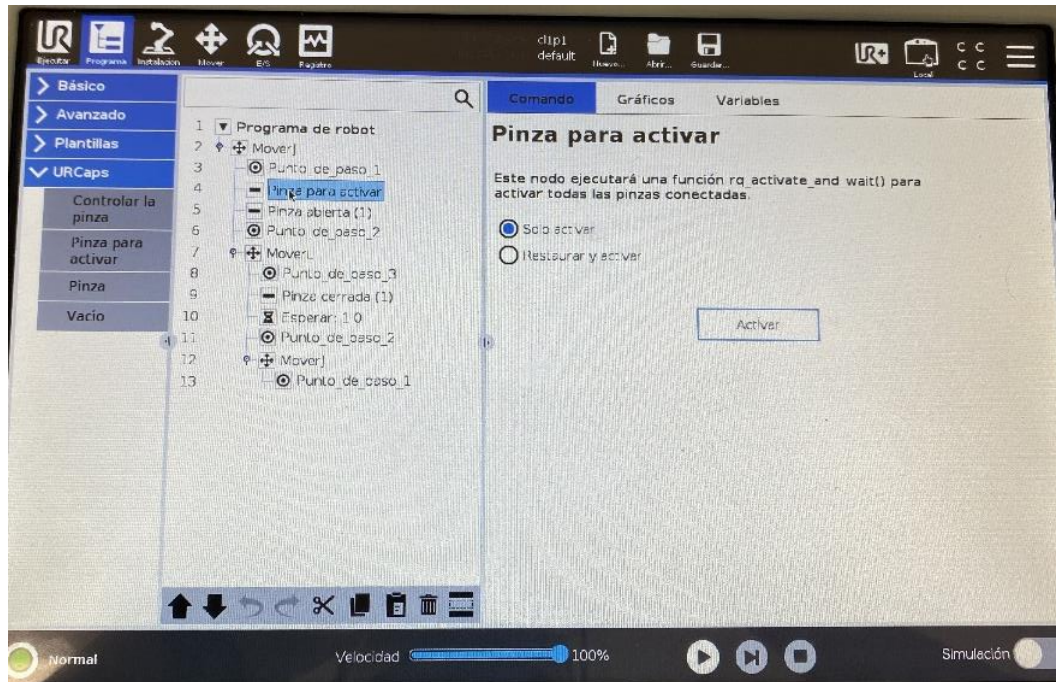 UR
Ejecutar Programa Instalación Mover E/S Registro
clip1
default
Nuevo... Abrir... Guardar...
UR+
Local
C C
C C
Básico
Avanzado
Plantillas
URCaps
Controlar la
pinza
Pinza para
activar
Pinza
Vacío
1 Programa de robot
2 MoverJ
3 Punto_de_paso_1
4 Pinza para activar
5 Pinza abierta (1)
6 Punto_de_paso_2
7 MoverL
8 Punto_de_paso_3
9 Pinza cerrada (1)
10 Esperar: 1.0
11 Punto_de_paso_2
12 MoverJ
13 Punto_de_paso_1
Comando Gráficos Variables
Pinza para activar
Este nodo ejecutará una función rq_activate_and_wait() para
activar todas las pinzas conectadas.
Solo activar
Restaurar y activar
Activar
Normal
Velocidad 100%
Simulación